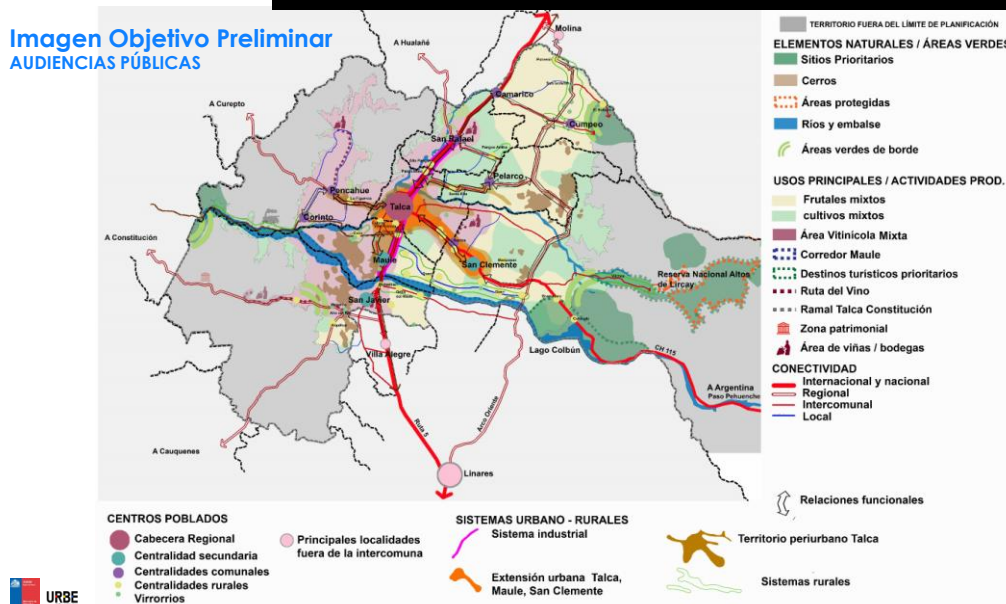 Imagen Objetivo Preliminar
AUDIENCIAS PÚBLICAS
Molina
A Hualañé
Camarico
A Curepto
Cumpeo
San Rafael
Pelarco
Pencahue
Talca
Corinto
A Constitución
Maule
San Clemente
Reserva Nacional Altos
de Lircay
San Javier
Villa Alegre
Lago Colbún
CH 115
A Argentina
Paso Pehuenche
Ruta 5
Arco Oriente
A Cauquenes
Linares
TERRITORIO FUERA DEL LÍMITE DE PLANIFICACIÓN
ELEMENTOS NATURALES / ÁREAS VERDES
Sitios Prioritarios
Cerros
Áreas protegidas
Ríos y embalse
Áreas verdes de borde
USOS PRINCIPALES / ACTIVIDADES PROD.
Frutales mixtos
cultivos mixtos
Área Vitinícola Mixta
Corredor Maule
Destinos turísticos prioritarios
Ruta del Vino
Ramal Talca Constitución
Zona patrimonial
Área de viñas / bodegas
CONECTIVIDAD
Internacional y nacional
Regional
Intercomunal
Local
Relaciones funcionales
CENTROS POBLADOS
Cabecera Regional
Centralidad secundaria
Centralidades comunales
Centralidades rurales
Virrorrios
Principales localidades
fuera de la intercomuna
SISTEMAS URBANO - RURALES
Sistema industrial
Extensión urbana Talca,
Maule, San Clemente
Territorio periurbano Talca
Sistemas rurales
URBE